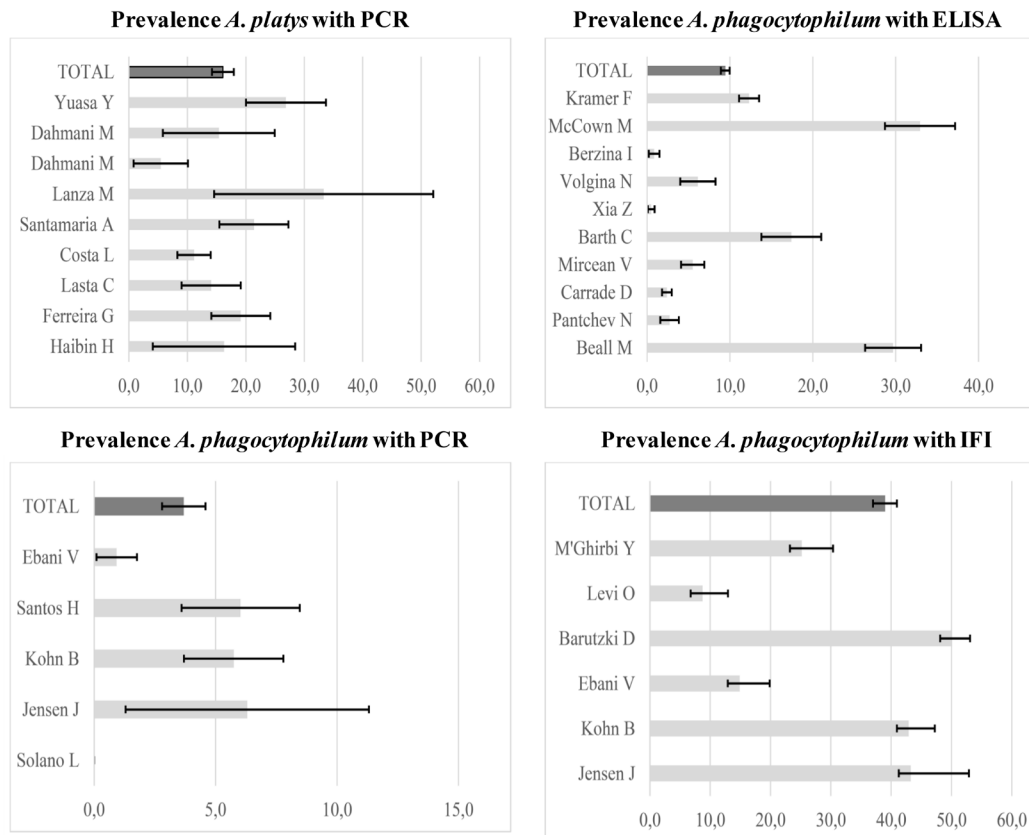 Prevalence A. platys with PCR
TOTAL
Yuasa Y
Dahmani M
Dahmani M
Lanza M
Santamaria A
Costa L
Lasta C
Ferreira G
Haibin H
0,0 10,0 20,0 30,0 40,0 50,0 60,0
Prevalence A. phagocytophilum with ELISA
TOTAL
Kramer F
McCown M
Berzina I
Volgina N
Xia Z
Barth C
Mircean V
Carrade D
Pantchev N
Beall M
0,0 10,0 20,0 30,0 40,0
Prevalence A. phagocytophilum with PCR
TOTAL
Ebani V
Santos H
Kohn B
Jensen J
Solano L
0,0 5,0 10,0 15,0
Prevalence A. phagocytophilum with IFI
TOTAL
M'Ghirbi Y
Levi O
Barutzki D
Ebani V
Kohn B
Jensen J
0,0 10,0 20,0 30,0 40,0 50,0 60,0